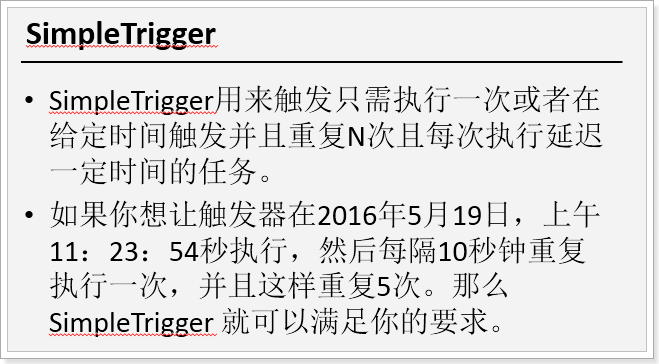 SimpleTrigger
• SimpleTrigger用来触发只需执行一次或者在
给定时间触发并且重复N次且每次执行延迟
一定时间的任务。
• 如果你想让触发器在2016年5月19日，上午
11：23：54秒执行，然后每隔10秒钟重复
执行一次，并且这样重复5次。那么
SimpleTrigger 就可以满足你的要求。